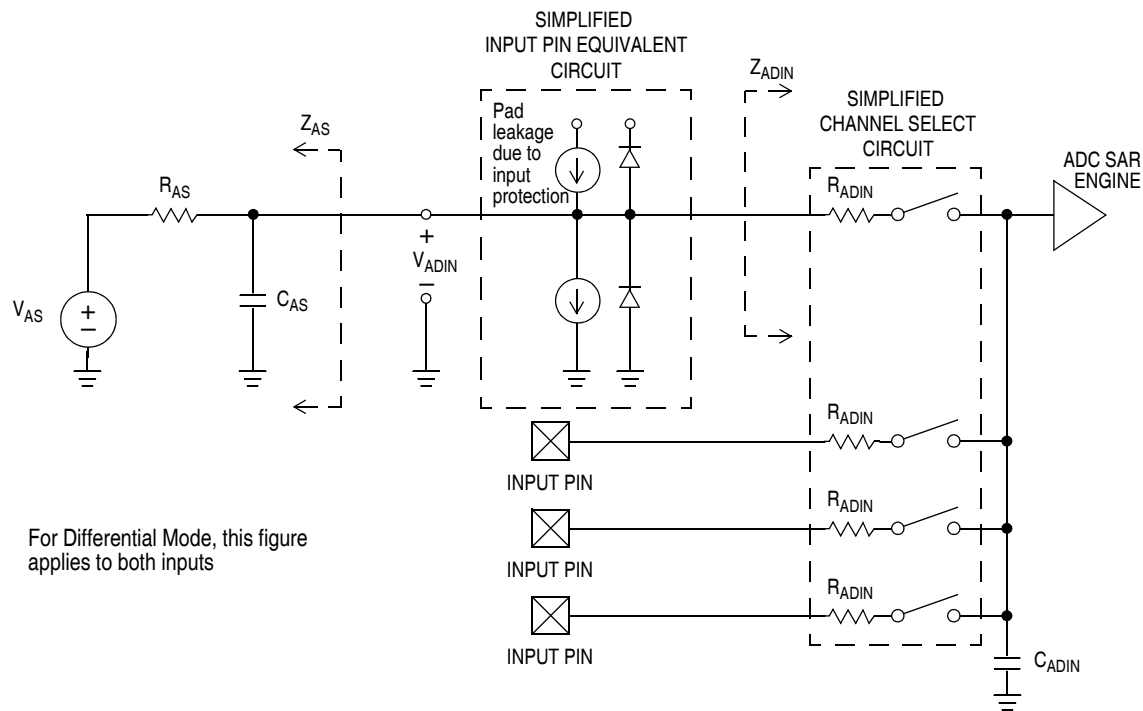 SIMPLIFIED
INPUT PIN EQUIVALENT
CIRCUIT
Pad
leakage
due to
input
protection
Z_ADIN
SIMPLIFIED
CHANNEL SELECT
CIRCUIT
ADC SAR
ENGINE
Z_AS
R_AS
R_ADIN
+
V_ADIN
−
C_AS
V_AS
+
−
R_ADIN
INPUT PIN
R_ADIN
INPUT PIN
R_ADIN
INPUT PIN
C_ADIN
For Differential Mode, this figure
applies to both inputs